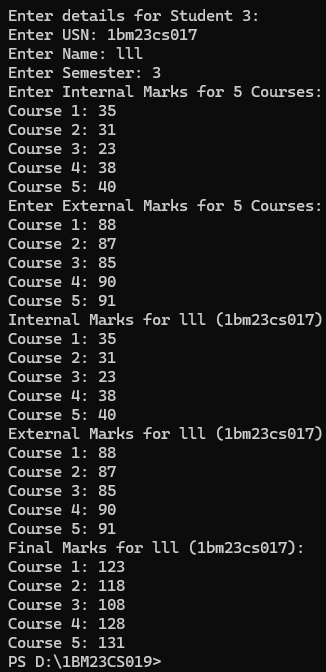 Enter details for Student 3:
Enter USN: 1bm23cs017
Enter Name: lll
Enter Semester: 3
Enter Internal Marks for 5 Courses:
Course 1: 35
Course 2: 31
Course 3: 23
Course 4: 38
Course 5: 40
Enter External Marks for 5 Courses:
Course 1: 88
Course 2: 87
Course 3: 85
Course 4: 90
Course 5: 91
Internal Marks for lll (1bm23cs017)
Course 1: 35
Course 2: 31
Course 3: 23
Course 4: 38
Course 5: 40
External Marks for lll (1bm23cs017)
Course 1: 88
Course 2: 87
Course 3: 85
Course 4: 90
Course 5: 91
Final Marks for lll (1bm23cs017):
Course 1: 123
Course 2: 118
Course 3: 108
Course 4: 128
Course 5: 131
PS D:\1BM23CS019>